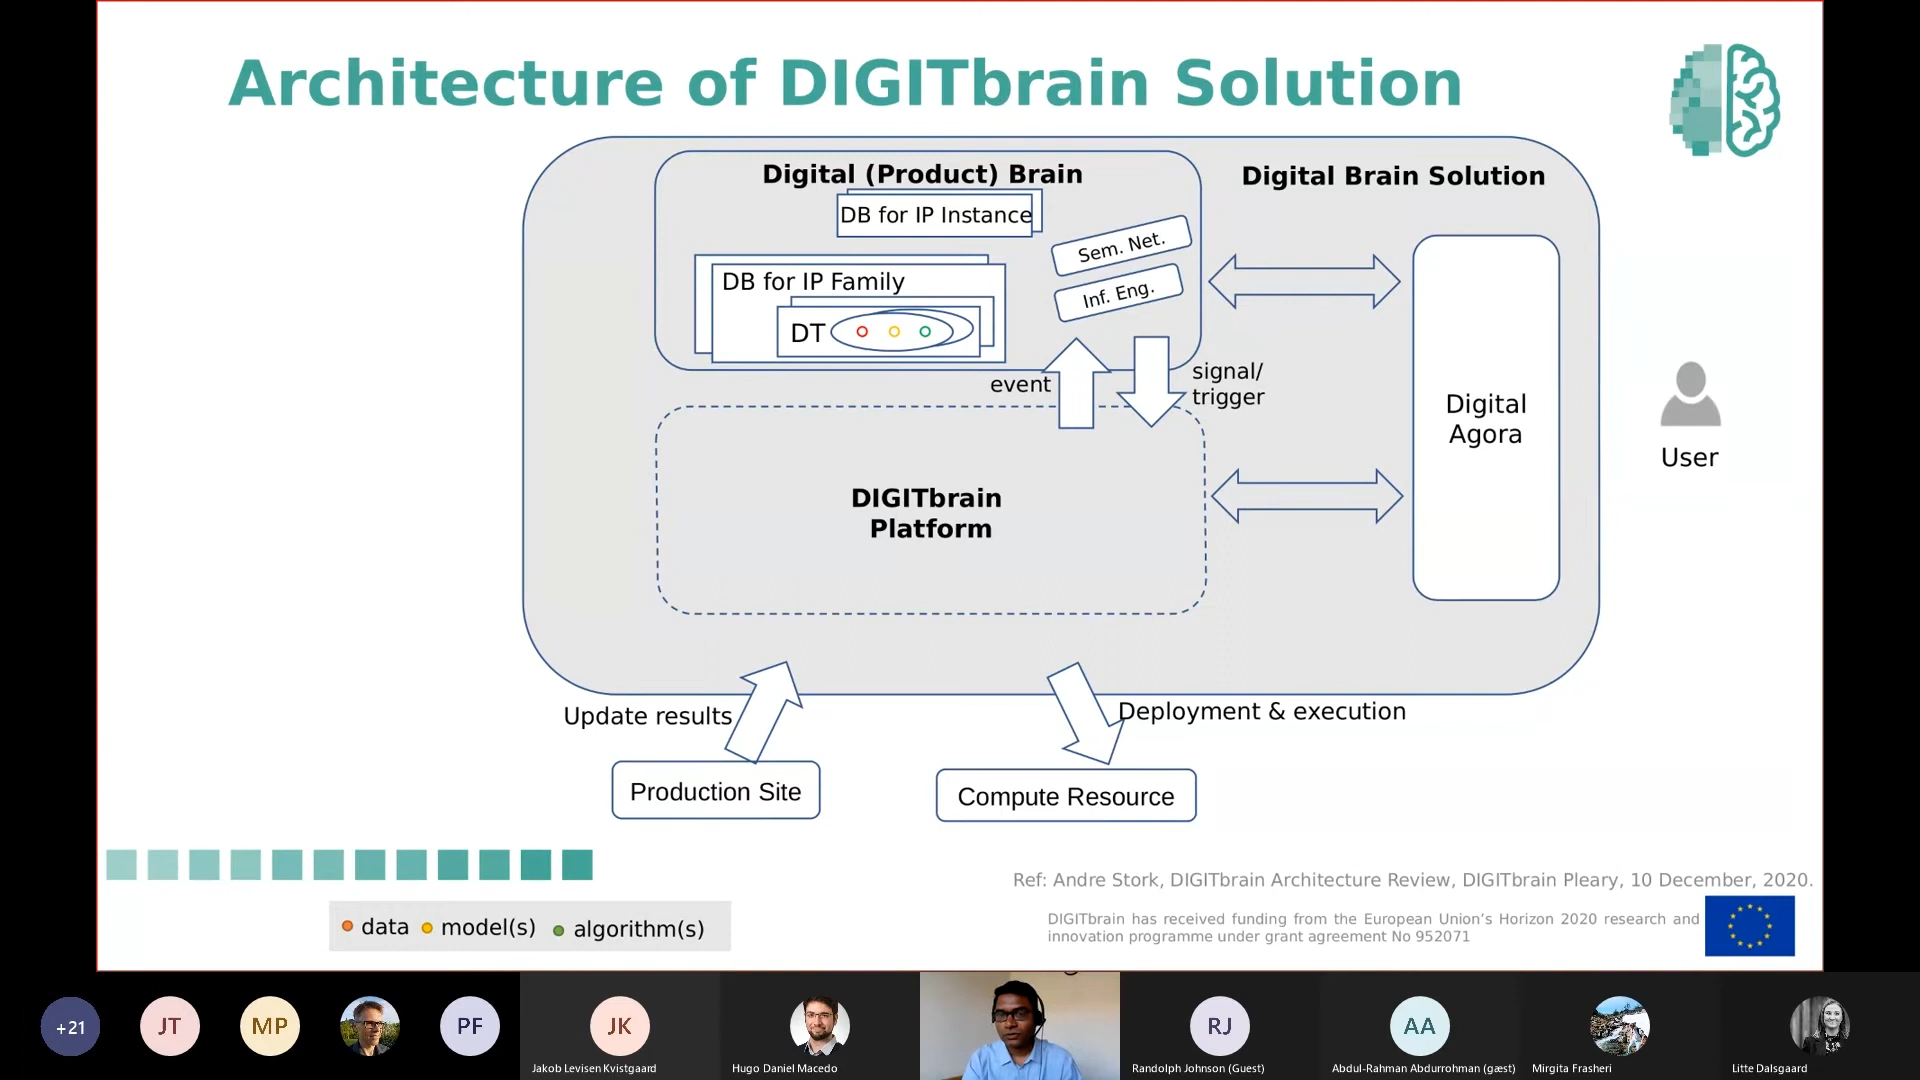 Architecture of DIGITbrain Solution
Digital (Product) Brain
Digital Brain Solution
DB for IP Instance
Sem. Net.
DB for IP Family
Inf. Eng.
DT
event
signal/
trigger
Digital
Agora
User
DIGITbrain
Platform
Update results
Deployment & execution
Production Site
Compute Resource
Ref: Andre Stork, DIGITbrain Architecture Review, DIGITbrain Pleary, 10 December, 2020.
data
model(s)
algorithm(s)
DIGITbrain has received funding from the European Union’s Horizon 2020 research and
innovation programme under grant agreement No 952071
+21
JT
MP
PF
JK
RJ
AA
Jakob Levisen Kvistgaard
Hugo Daniel Macedo
Randolph Johnson (Guest)
Abdul-Rahman Abdurrohman (gæst)
Mirgita Frasheri
Litte Dalsgaard